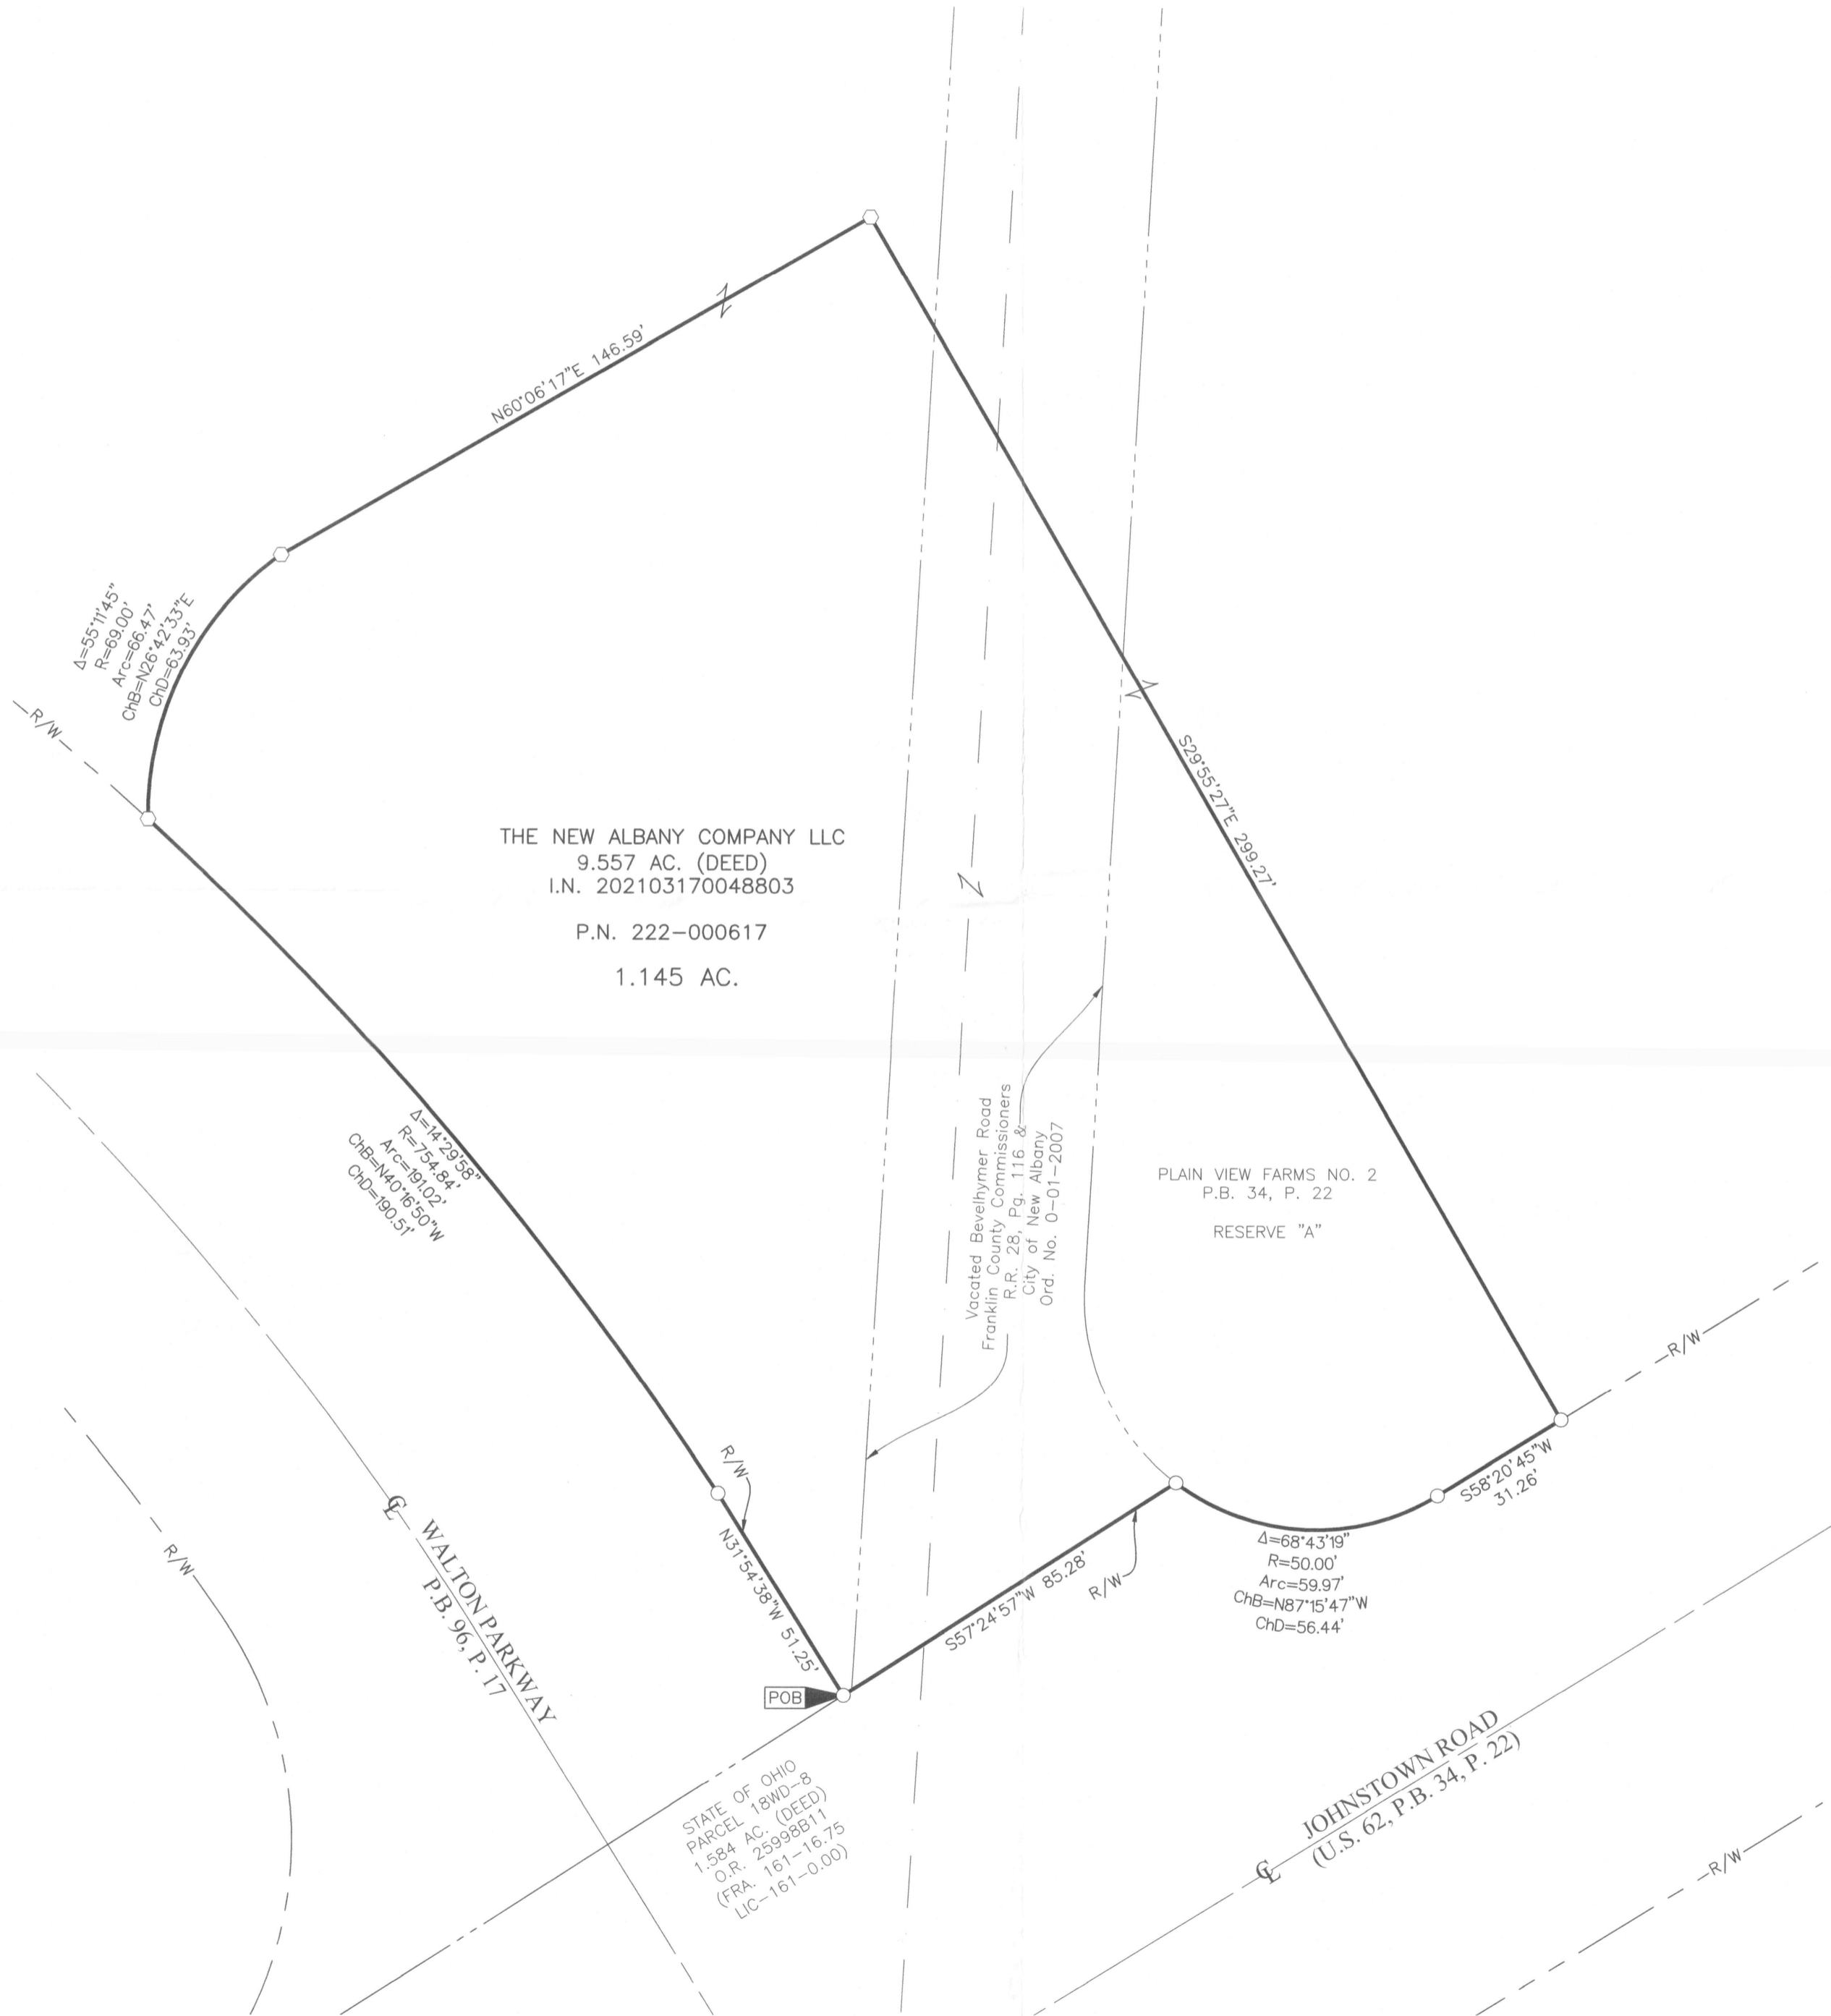 N60°06'17"E 146.59'
Δ=55°11'45"
R=69.00'
Arc=66.47'
ChB=N26°42'33"E
ChD=63.93'
R/W
THE NEW ALBANY COMPANY LLC
9.557 AC. (DEED)
I.N. 202103170048803
P.N. 222-000617
1.145 AC.
S29°55'27"E 299.27'
Δ=14°29'58"
R=754.84'
Arc=191.02'
ChB=N40°16'50"W
ChD=190.51'
Vacated Bevelhymer Road
Franklin County Commissioners
R.R. 28, Pg. 116 &
City of New Albany
Ord. No. 0-01-2007
PLAIN VIEW FARMS NO. 2
P.B. 34, P. 22
RESERVE "A"
R/W
R/W
S58°20'45"W
31.26'
Δ=68°43'19"
R=50.00'
Arc=59.97'
ChB=N87°15'47"W
ChD=56.44'
R/W
S57°24'57"W 85.28'
N31°54'38"W 51.25'
POB
R/W
CL
WALTON PARKWAY
P.B. 96, P. 17
STATE OF OHIO
PARCEL 18WD-8
1.584 AC. (DEED)
O.R. 25998B11
(FRA. 161-16.75
LIC-161-0.00)
CL
JOHNSTOWN ROAD
(U.S. 62, P.B. 34, P. 22)
R/W